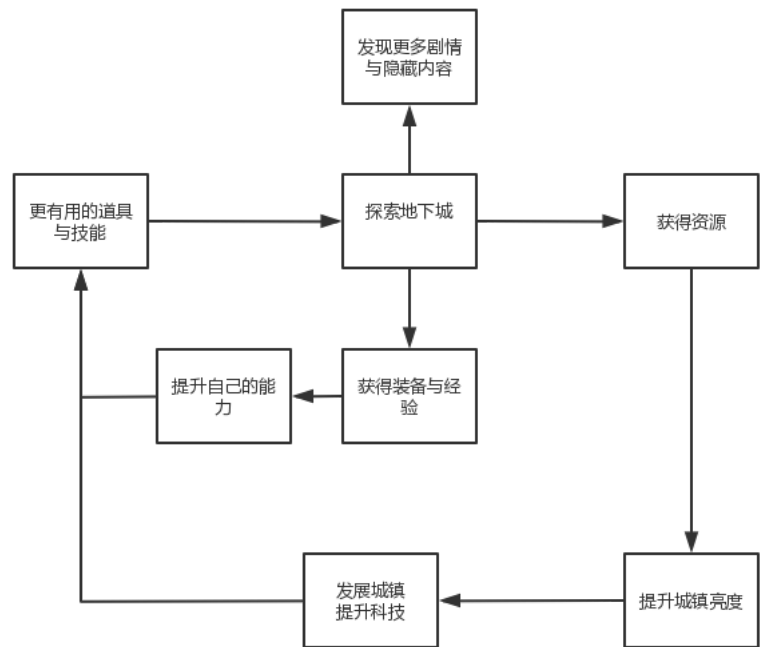 发现更多剧情
与隐藏内容
更有用的道具
与技能
探索地下城
获得资源
提升自己的能
力
获得装备与经
验
发展城镇
提升科技
提升城镇亮度